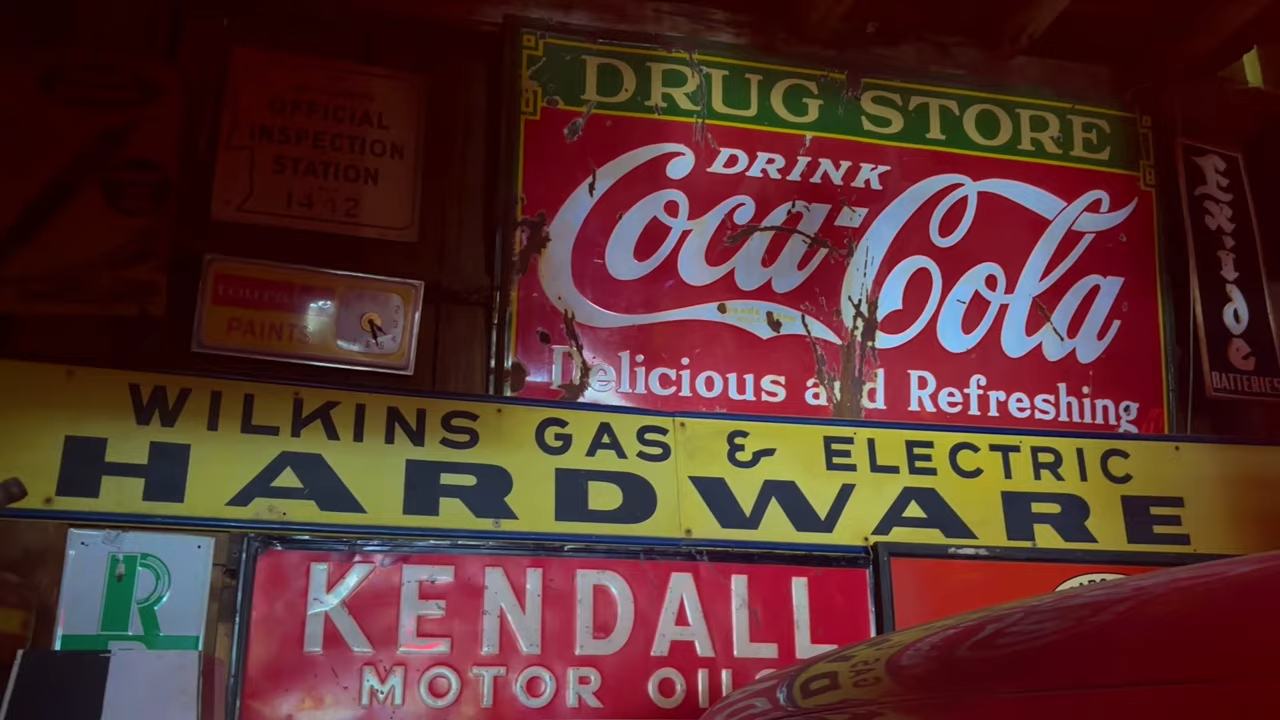 OFFICIAL
INSPECTION
STATION
1442
PAINTS
DRUG STORE
DRINK
Coca-Cola
Delicious and Refreshing
Exide
BATTERIES
WILKINS GAS & ELECTRIC
HARDWARE
R
KENDALL
MOTOR OIL